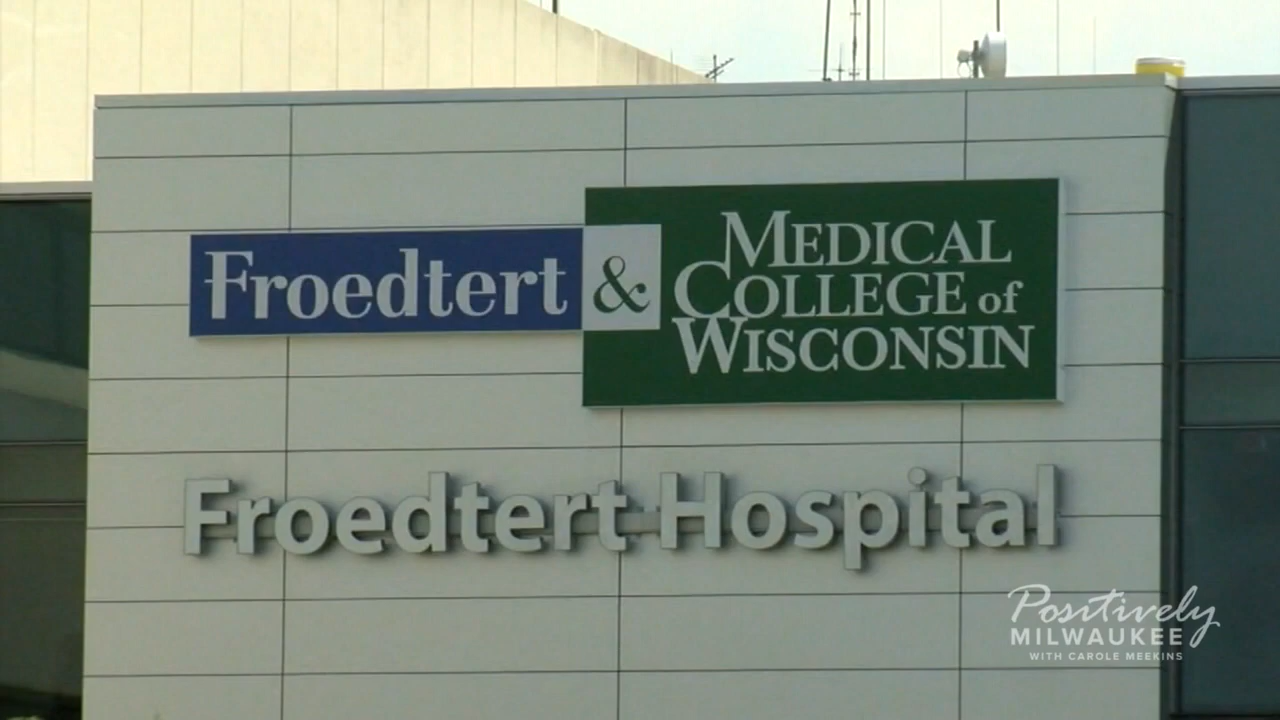 Froedtert & MEDICAL
COLLEGE of
WISCONSIN
Froedtert Hospital
Positively
MILWAUKEE
WITH CAROLE MEEKINS